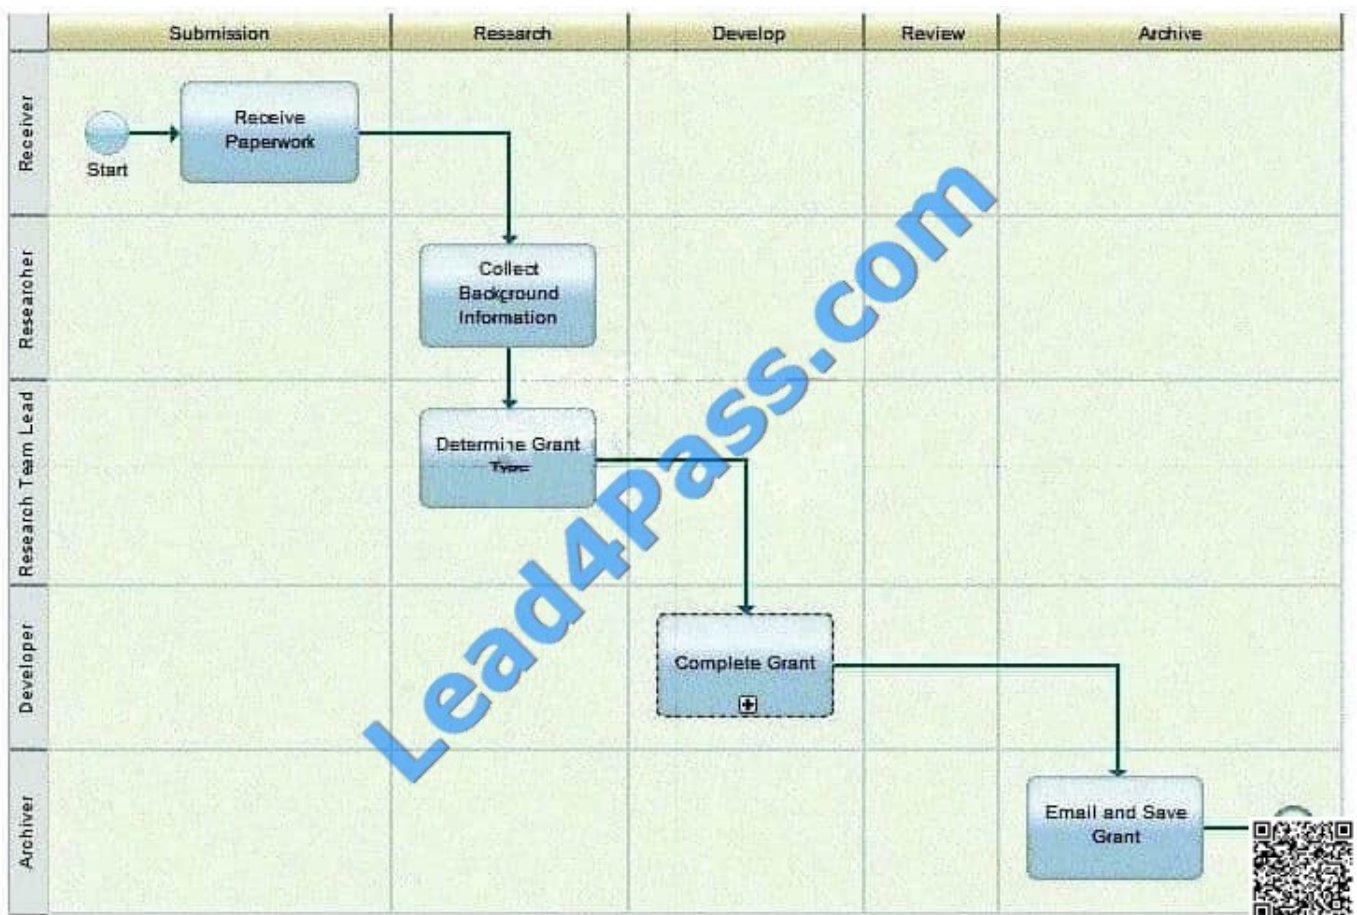 Submission
Research
Develop
Review
Archive
Receiver
Start
Receive
Paperwork
Researcher
Collect
Background
Information
Research Team Lead
Determine Grant
Type
Developer
Complete Grant
Archiver
Email and Save
Grant
Lead4Pass.com